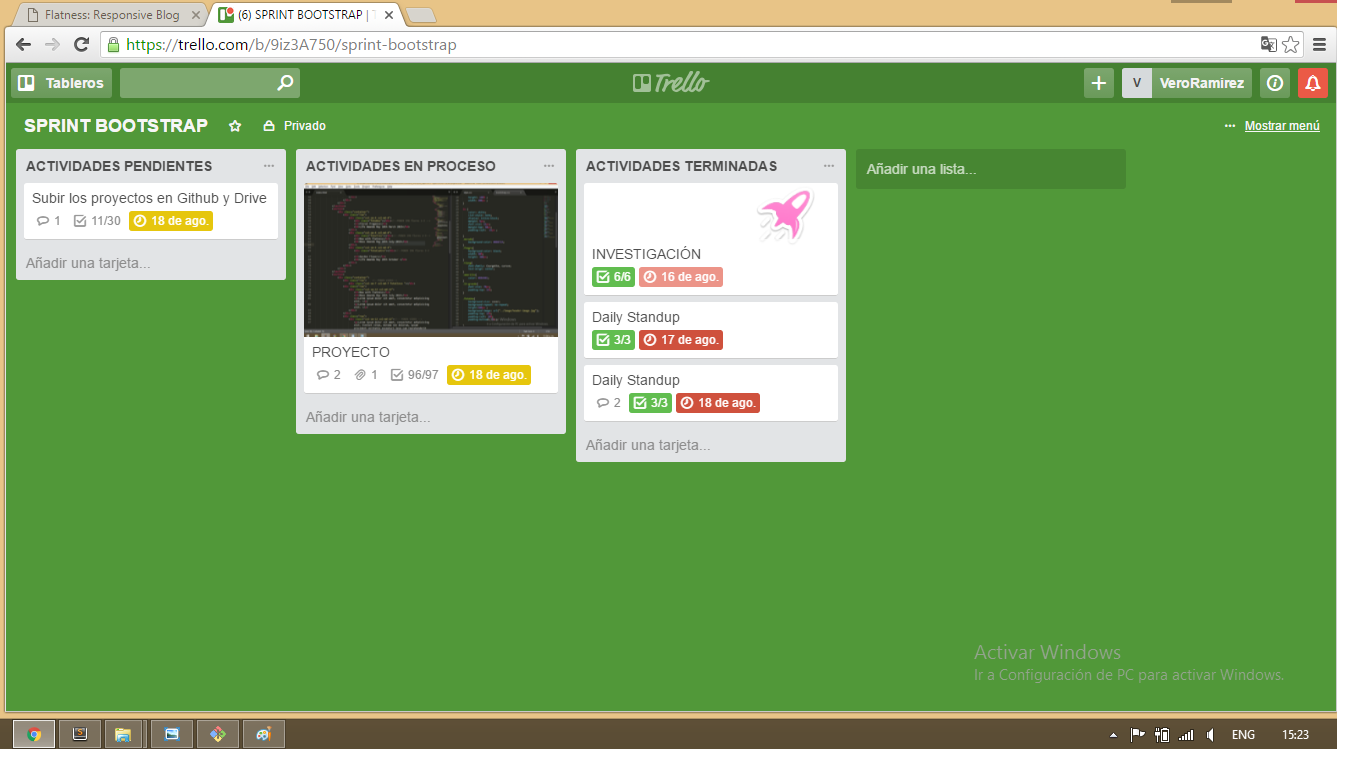 Flatness: Responsive Blog
(6) SPRINT BOOTSTRAP |
https://trello.com/b/9iz3A750/sprint-bootstrap
Tableros
Trello
V VeroRamirez
SPRINT BOOTSTRAP
Privado
Mostrar menú
ACTIVIDADES PENDIENTES
Subir los proyectos en Github y Drive
1 11/30 18 de ago.
Añadir una tarjeta...
ACTIVIDADES EN PROCESO
PROYECTO
2 1 96/97 18 de ago.
Añadir una tarjeta...
ACTIVIDADES TERMINADAS
INVESTIGACIÓN
6/6 16 de ago.
Daily Standup
3/3 17 de ago.
Daily Standup
2 3/3 18 de ago.
Añadir una tarjeta...
Añadir una lista...
Activar Windows
Ir a Configuración de PC para activar Windows.
ENG 15:23